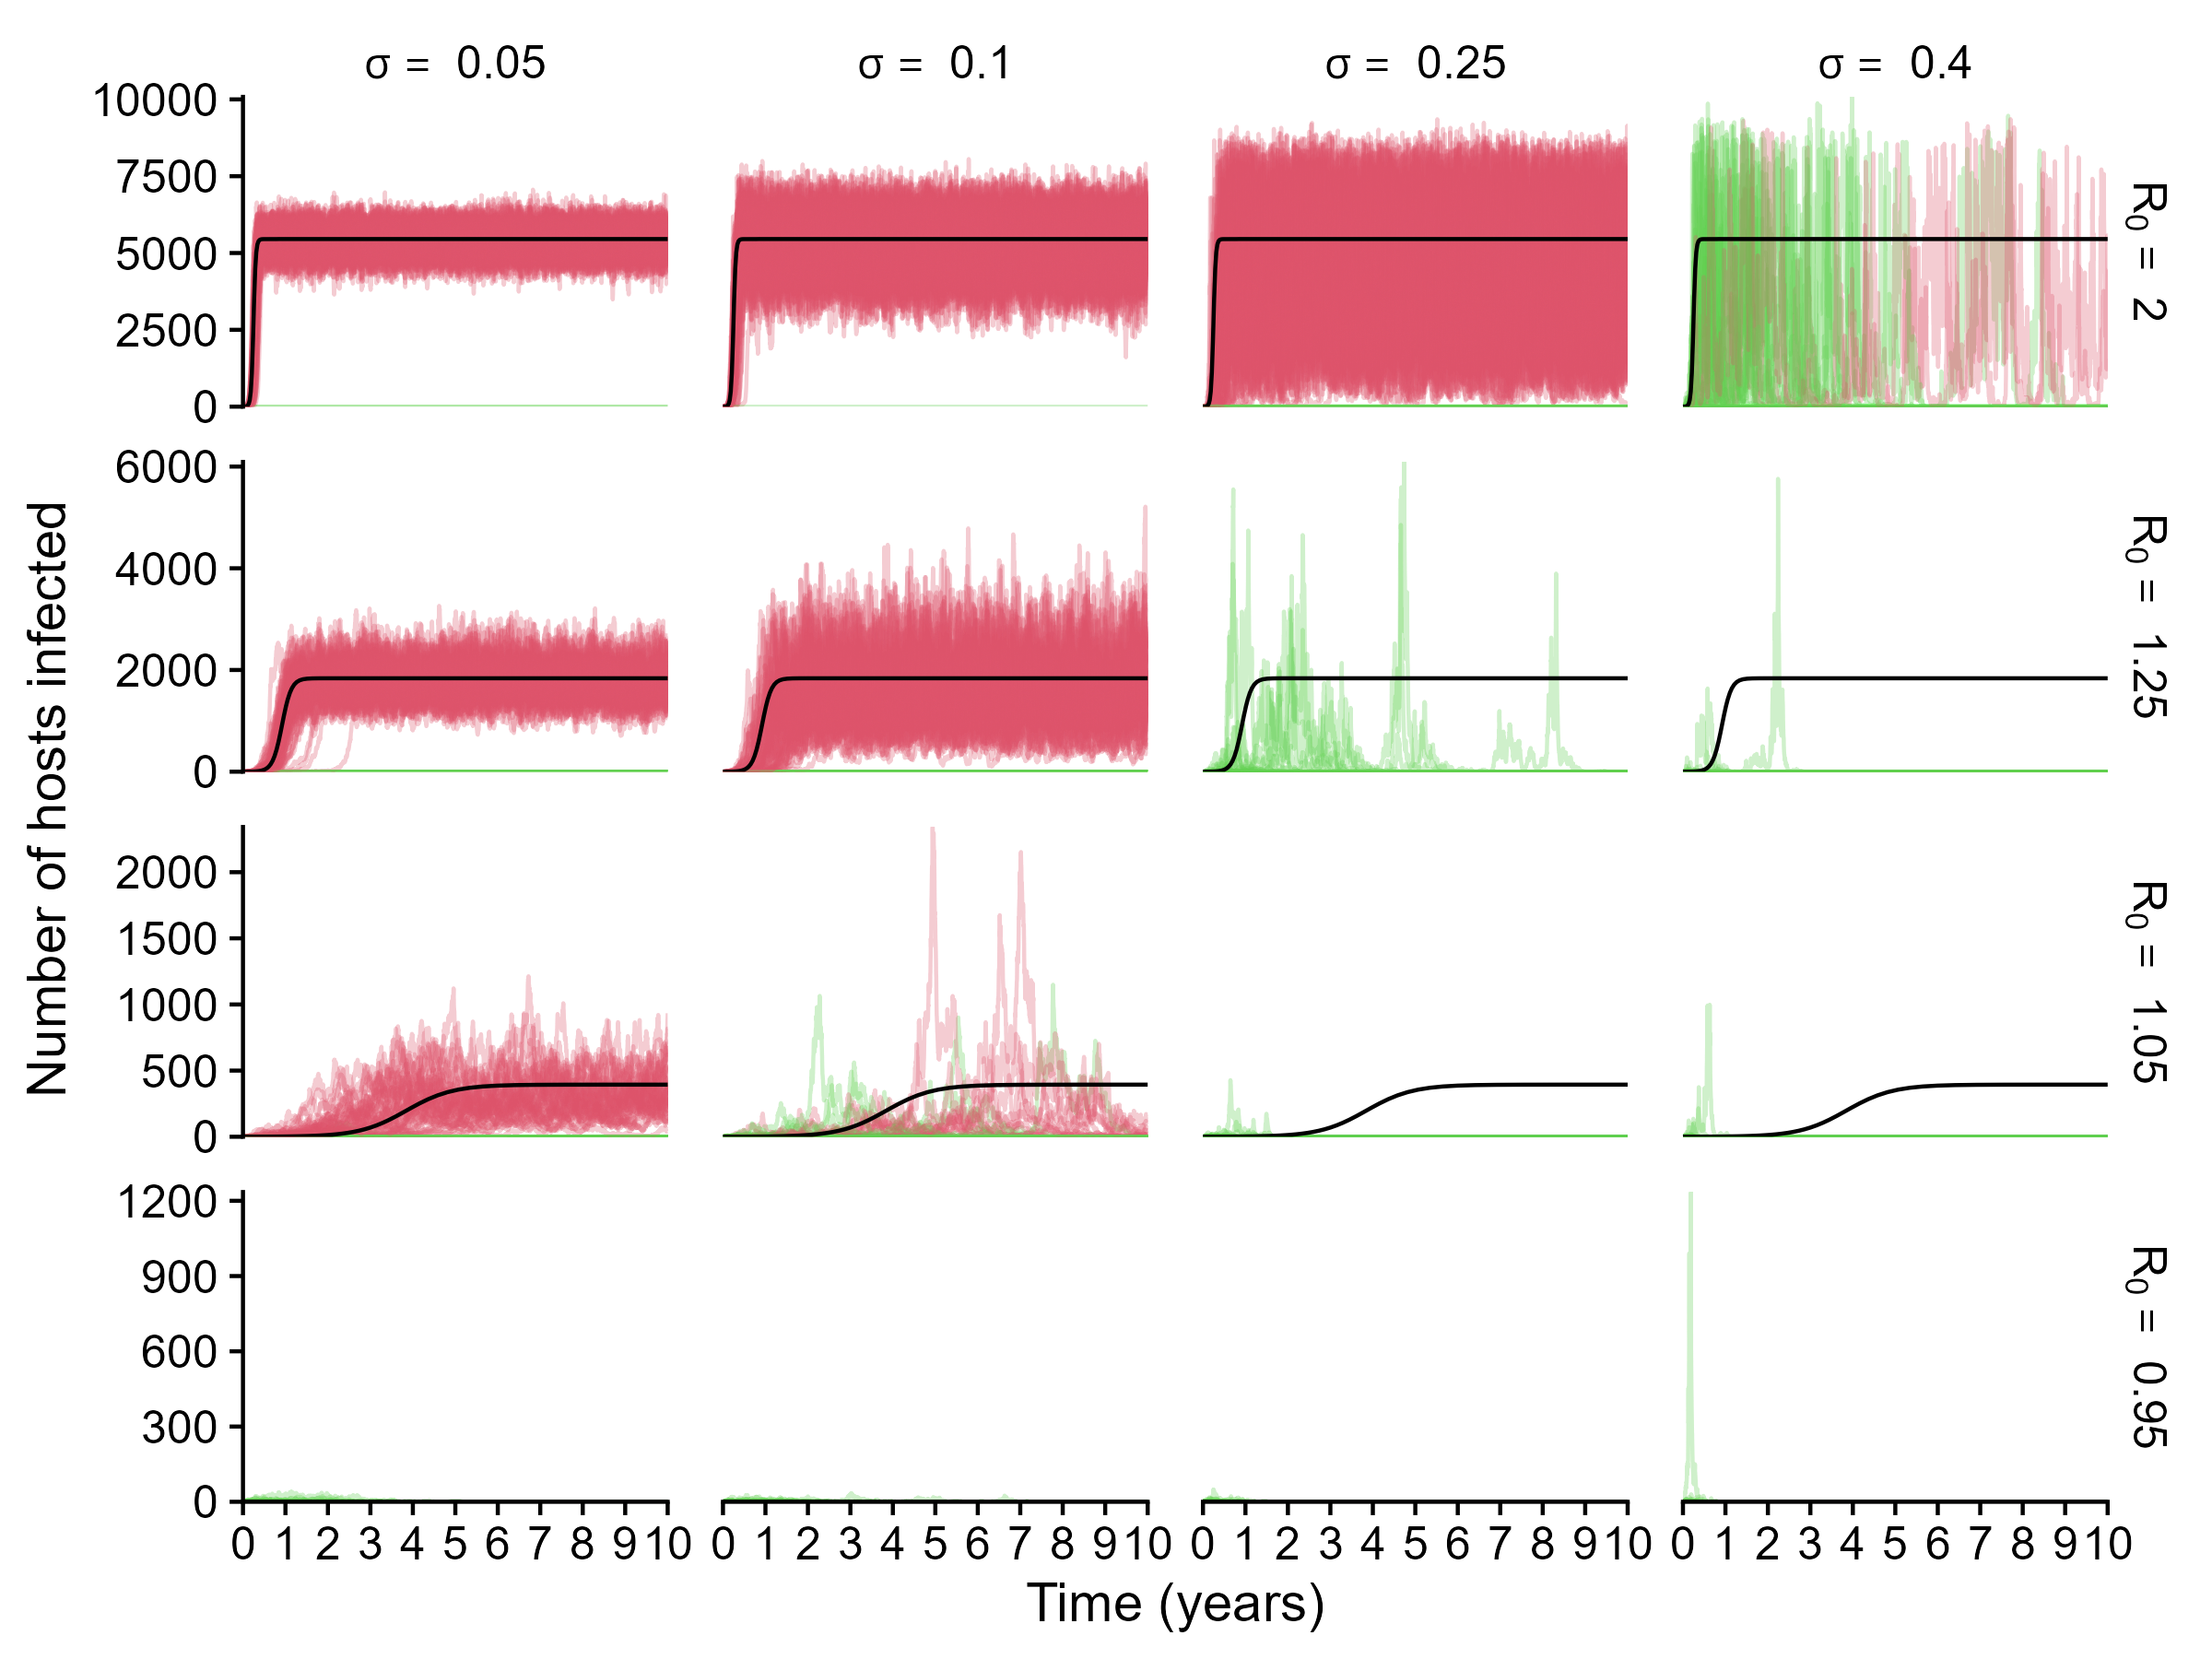 σ = 0.05
σ = 0.1
σ = 0.25
σ = 0.4
10000
7500
5000
2500
0
R₀ = 2
6000
4000
2000
0
R₀ = 1.25
2000
1500
1000
500
0
R₀ = 1.05
1200
900
600
300
0
R₀ = 0.95
Number of hosts infected
0 1 2 3 4 5 6 7 8 9 10
0 1 2 3 4 5 6 7 8 9 10
0 1 2 3 4 5 6 7 8 9 10
0 1 2 3 4 5 6 7 8 9 10
Time (years)